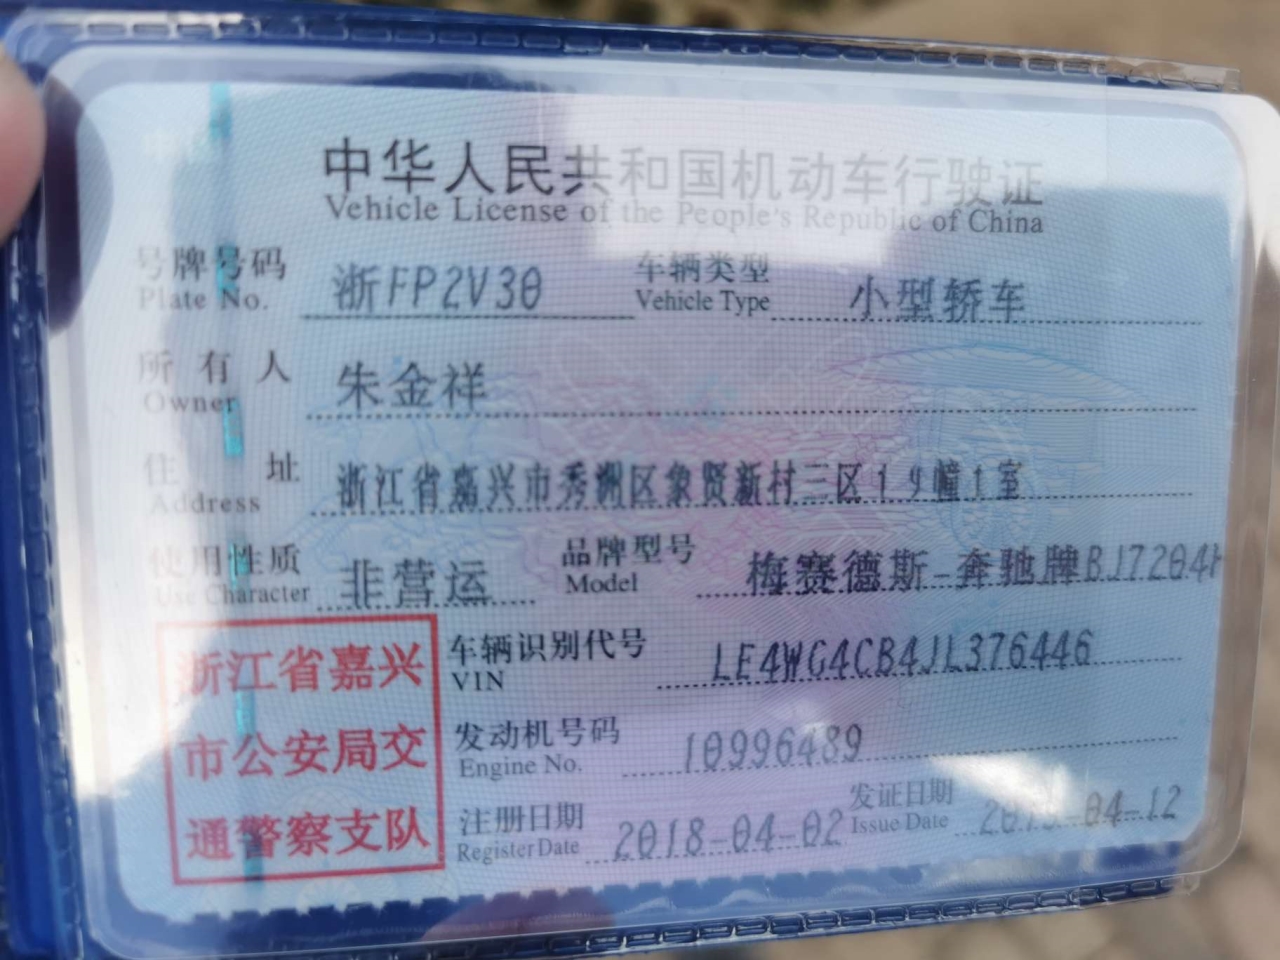 中华人民共和国机动车行驶证
Vehicle License of the People's Republic of China
号牌号码 浙FP2V30 车辆类型 小型轿车
Plate No. Vehicle Type
所有人 朱金祥
Owner
住址 浙江省嘉兴市秀洲区象贤新村三区19幢1室
Address
使用性质 非营运 品牌型号 梅赛德斯-奔驰牌BJ7204H
Use Character Model
浙江省嘉兴
市公安局交
通警察支队
车辆识别代号 LE4WG4CB4JL376446
VIN
发动机号码 10996489
Engine No.
注册日期 2018-04-02 发证日期 04-12
Register Date Issue Date